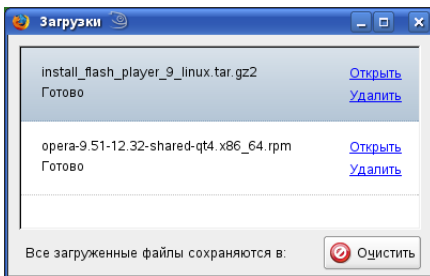 Загрузки
install_flash_player_9_linux.tar.gz2
Открыть
Готово
Удалить
opera-9.51-12.32-shared-qt4.x86_64.rpm
Открыть
Готово
Удалить
Все загруженные файлы сохраняются в:
Очистить